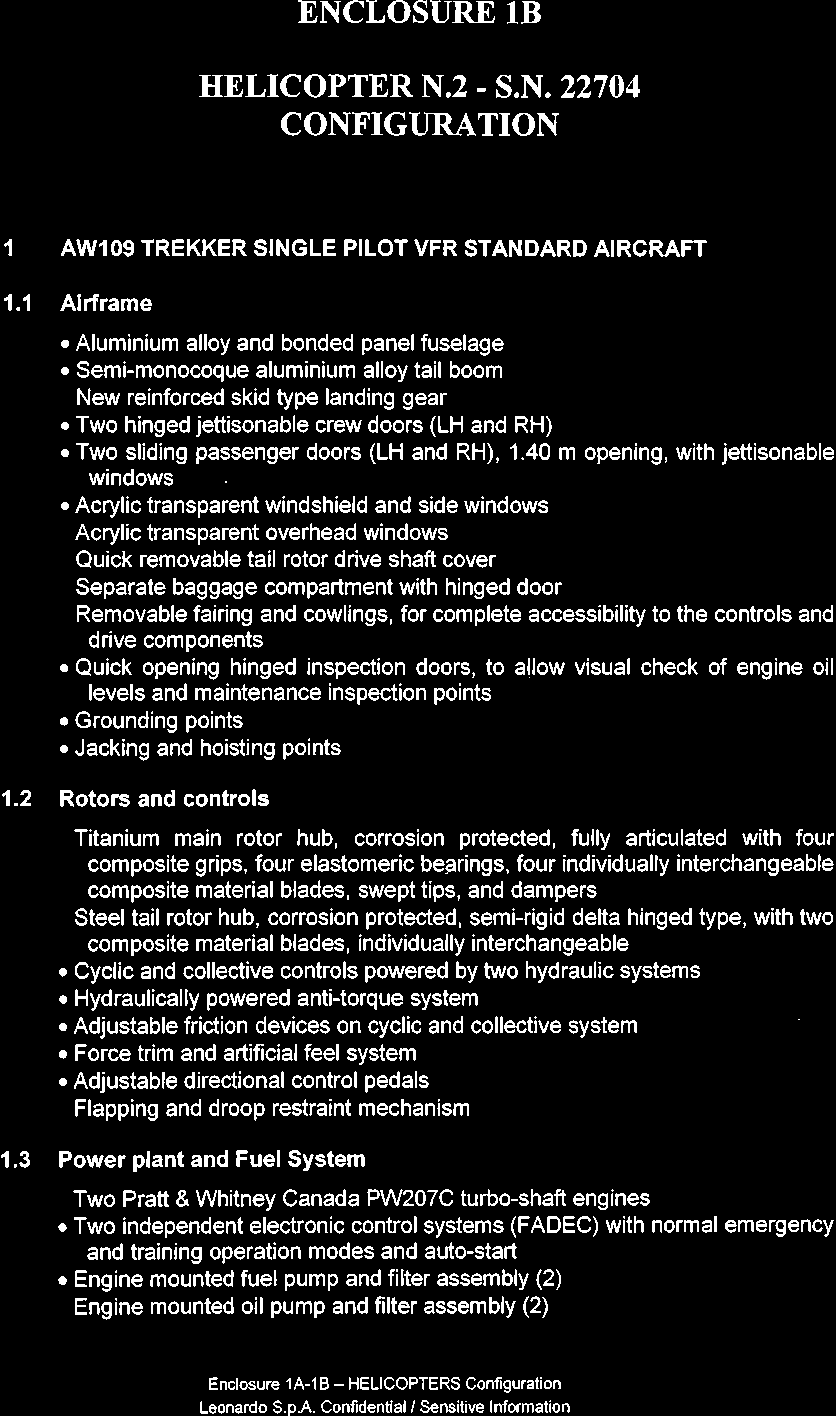 ENCLOSURE 1B
HELICOPTER N.2 - S.N. 22704
CONFIGURATION
1 AW109 TREKKER SINGLE PILOT VFR STANDARD AIRCRAFT
1.1 Airframe
• Aluminium alloy and bonded panel fuselage
• Semi-monocoque aluminium alloy tail boom
New reinforced skid type landing gear
• Two hinged jettisonable crew doors (LH and RH)
• Two sliding passenger doors (LH and RH), 1.40 m opening, with jettisonable
windows
• Acrylic transparent windshield and side windows
Acrylic transparent overhead windows
Quick removable tail rotor drive shaft cover
Separate baggage compartment with hinged door
Removable fairing and cowlings, for complete accessibility to the controls and
drive components
• Quick opening hinged inspection doors, to allow visual check of engine oil
levels and maintenance inspection points
• Grounding points
• Jacking and hoisting points
1.2 Rotors and controls
Titanium main rotor hub, corrosion protected, fully articulated with four
composite grips, four elastomeric bearings, four individually interchangeable
composite material blades, swept tips, and dampers
Steel tail rotor hub, corrosion protected, semi-rigid delta hinged type, with two
composite material blades, individually interchangeable
• Cyclic and collective controls powered by two hydraulic systems
• Hydraulically powered anti-torque system
• Adjustable friction devices on cyclic and collective system
• Force trim and artificial feel system
• Adjustable directional control pedals
Flapping and droop restraint mechanism
1.3 Power plant and Fuel System
Two Pratt & Whitney Canada PW207C turbo-shaft engines
• Two independent electronic control systems (FADEC) with normal emergency
and training operation modes and auto-start
• Engine mounted fuel pump and filter assembly (2)
Engine mounted oil pump and filter assembly (2)
Enclosure 1A-1B – HELICOPTERS Configuration
Leonardo S.p.A. Confidential / Sensitive Information